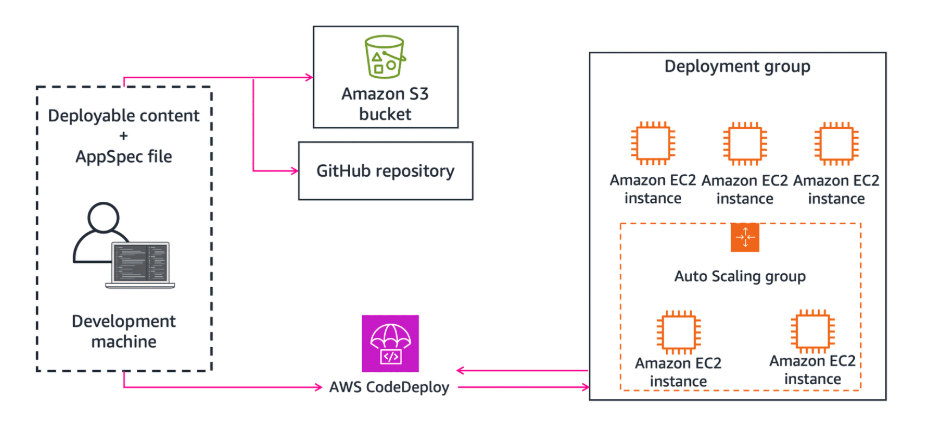 Deployable content
+
AppSpec file
Development
machine
Amazon S3
bucket
GitHub repository
AWS CodeDeploy
Deployment group
Amazon EC2
instance
Amazon EC2
instance
Amazon EC2
instance
Auto Scaling group
Amazon EC2
instance
Amazon EC2
instance